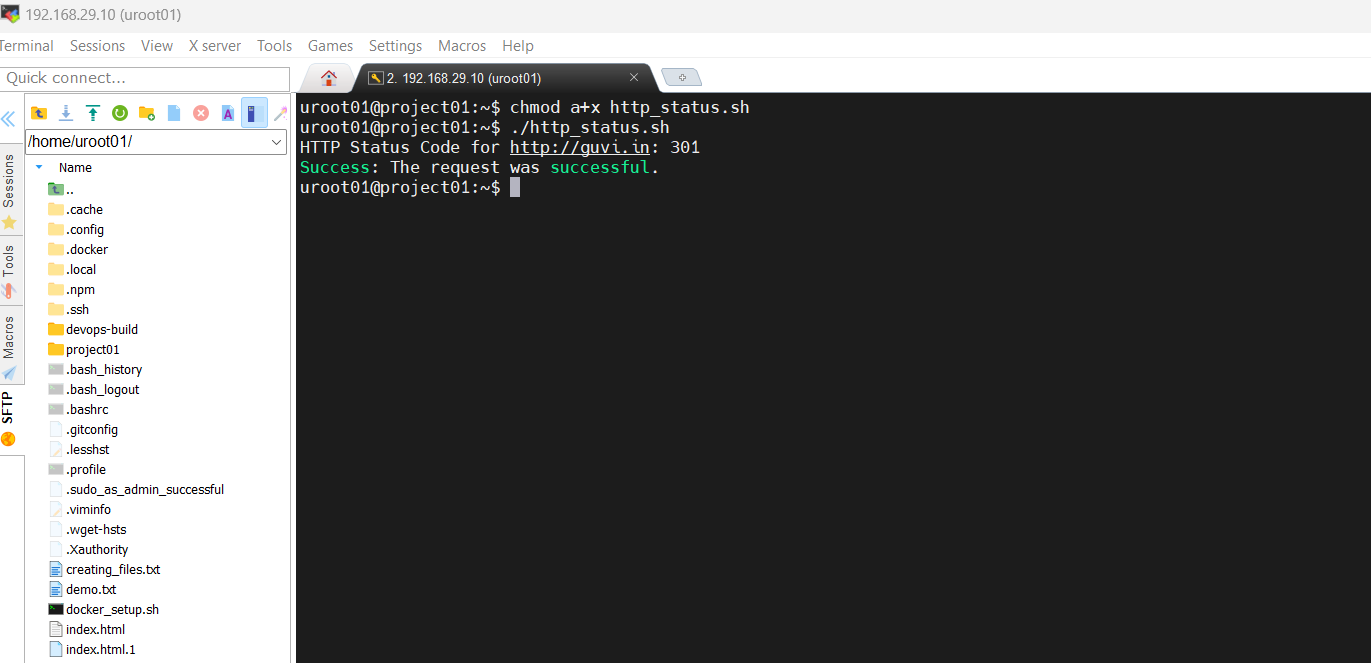 192.168.29.10 (uroot01)
Terminal Sessions View X server Tools Games Settings Macros Help
Quick connect...
2. 192.168.29.10 (uroot01)
/home/uroot01/
Name
..
.cache
.config
.docker
.local
.npm
.ssh
devops-build
project01
.bash_history
.bash_logout
.bashrc
.gitconfig
.lesshst
.profile
.sudo_as_admin_successful
.viminfo
.wget-hsts
.Xauthority
creating_files.txt
demo.txt
docker_setup.sh
index.html
index.html.1
Sessions
Tools
Macros
SFTP
uroot01@project01:~$ chmod a+x http_status.sh
uroot01@project01:~$ ./http_status.sh
HTTP Status Code for http://guvi.in: 301
Success: The request was successful.
uroot01@project01:~$